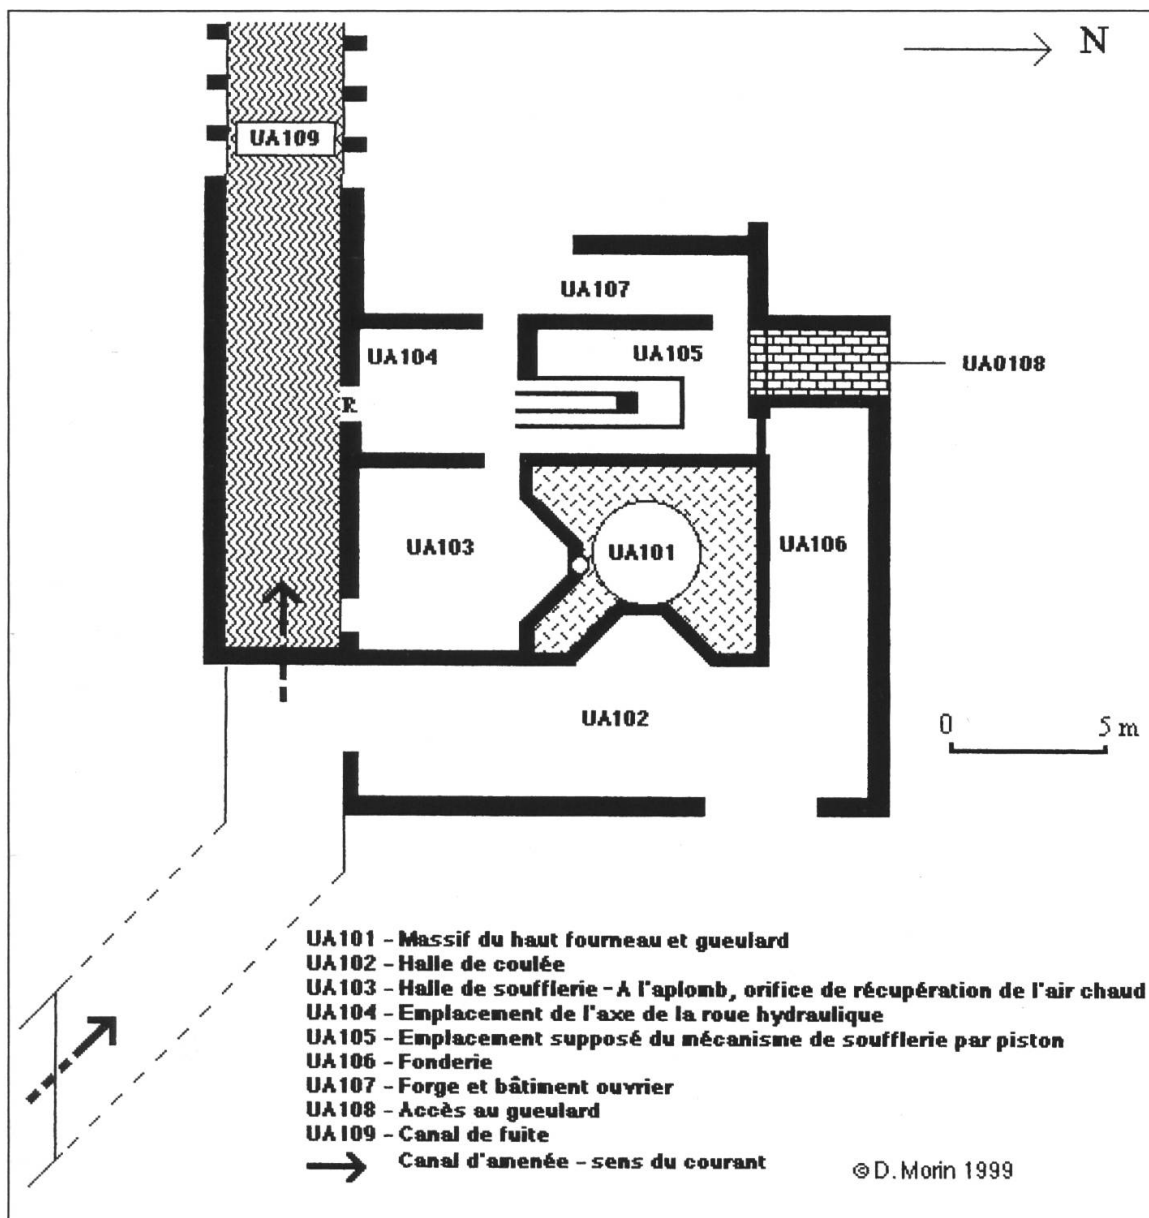 N
UA109
UA107
UA104
UA105
UA0108
R
UA103
UA101
UA106
UA102
0 5 m
UA101 - Massif du haut fourneau et gueulard
UA102 - Halle de coulée
UA103 - Halle de soufflerie - A l'aplomb, orifice de récupération de l'air chaud
UA104 - Emplacement de l'axe de la roue hydraulique
UA105 - Emplacement supposé du mécanisme de soufflerie par piston
UA106 - Fonderie
UA107 - Forge et bâtiment ouvrier
UA108 - Accès au gueulard
UA109 - Canal de fuite
Canal d'amenée - sens du courant
© D. Morin 1999